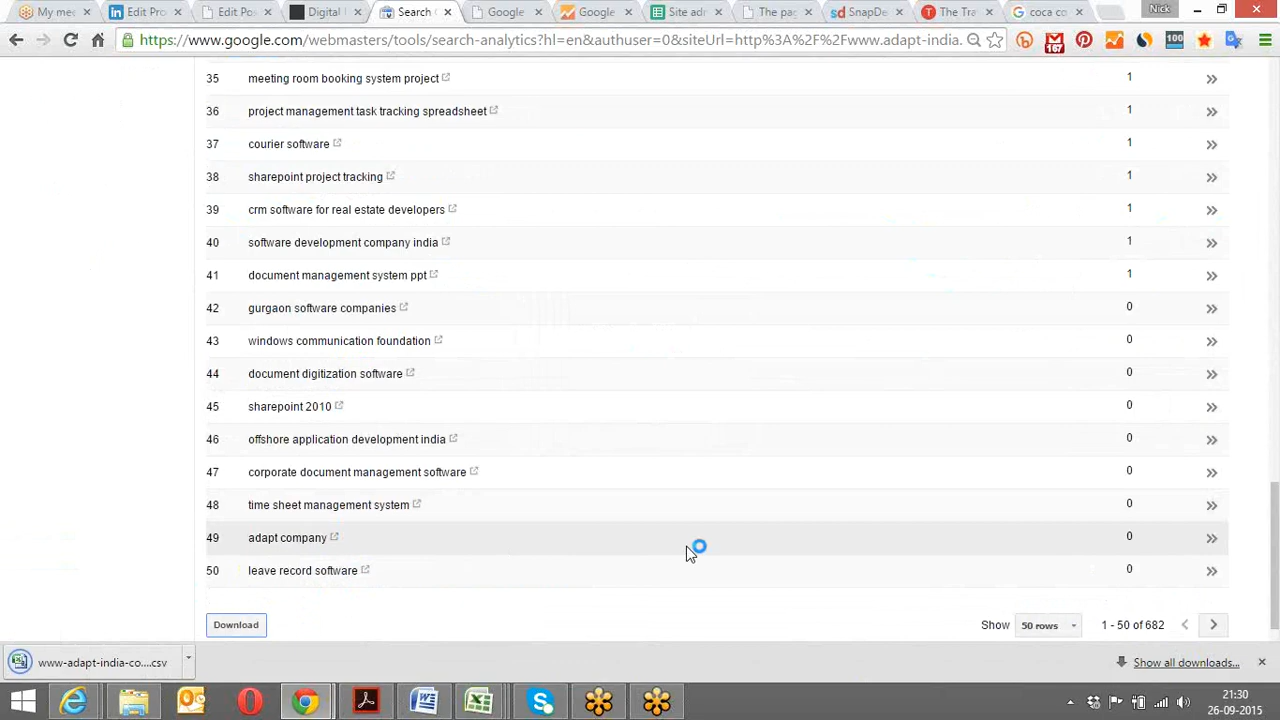 My me
Edit Pro
Edit Pos
Digital
Search
Google
Google
Site adr
The pa
SnapDe
The Tra
coca co
Nick
https://www.google.com/webmasters/tools/search-analytics?hl=en&authuser=0&siteUrl=http%3A%2F%2Fwww.adapt-india.
167
100
35 meeting room booking system project 1
36 project management task tracking spreadsheet 1
37 courier software 1
38 sharepoint project tracking 1
39 crm software for real estate developers 1
40 software development company india 1
41 document management system ppt 1
42 gurgaon software companies 0
43 windows communication foundation 0
44 document digitization software 0
45 sharepoint 2010 0
46 offshore application development india 0
47 corporate document management software 0
48 time sheet management system 0
49 adapt company 0
50 leave record software 0
Download Show 50 rows 1 - 50 of 682
www-adapt-india-co....csv Show all downloads...
21:30
26-09-2015